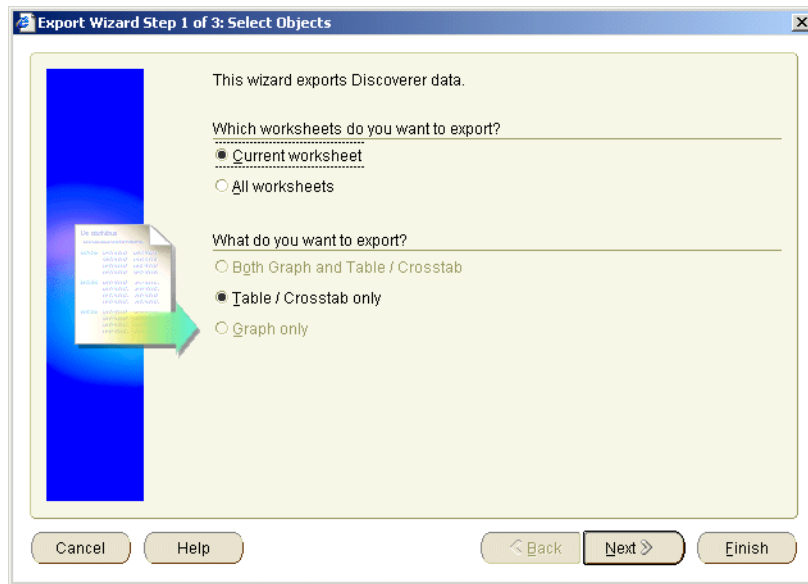 Export Wizard Step 1 of 3: Select Objects
This wizard exports Discoverer data.
Which worksheets do you want to export?
Current worksheet
All worksheets
What do you want to export?
Both Graph and Table / Crosstab
Table / Crosstab only
Graph only
Cancel
Help
Back
Next
Finish